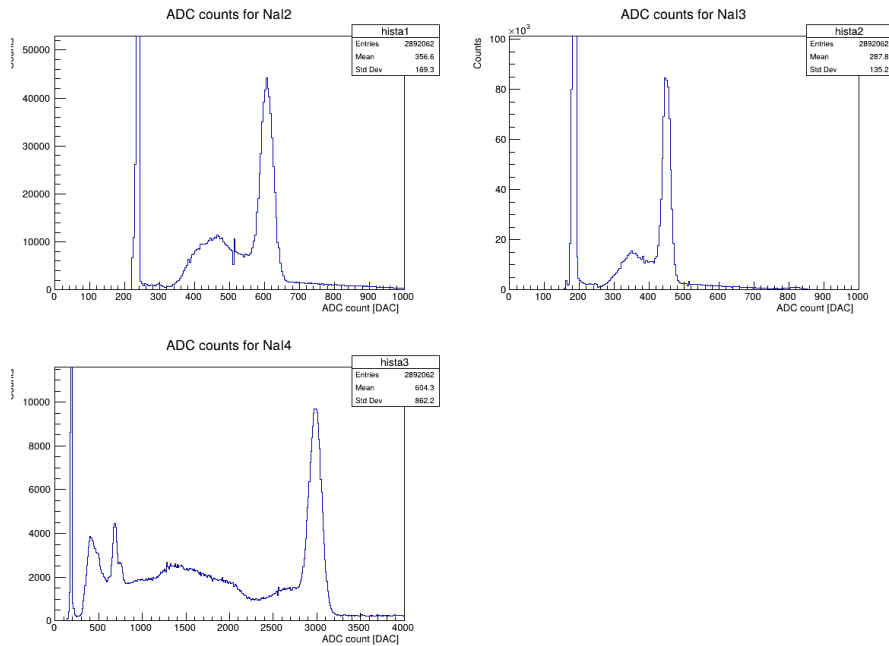 ADC counts for NaI2
hista1
Entries 2892062
Mean 356.6
Std Dev 169.3
50000
40000
30000
20000
10000
0
0 100 200 300 400 500 600 700 800 900 1000
ADC count [DAC]
ADC counts for NaI3
hista2
Entries 2892062
Mean 287.8
Std Dev 135.2
×10³
Counts
100
80
60
40
20
0
0 100 200 300 400 500 600 700 800 900 1000
ADC count [DAC]
ADC counts for NaI4
hista3
Entries 2892062
Mean 604.3
Std Dev 862.2
10000
8000
6000
4000
2000
0
0 500 1000 1500 2000 2500 3000 3500 4000
ADC count [DAC]